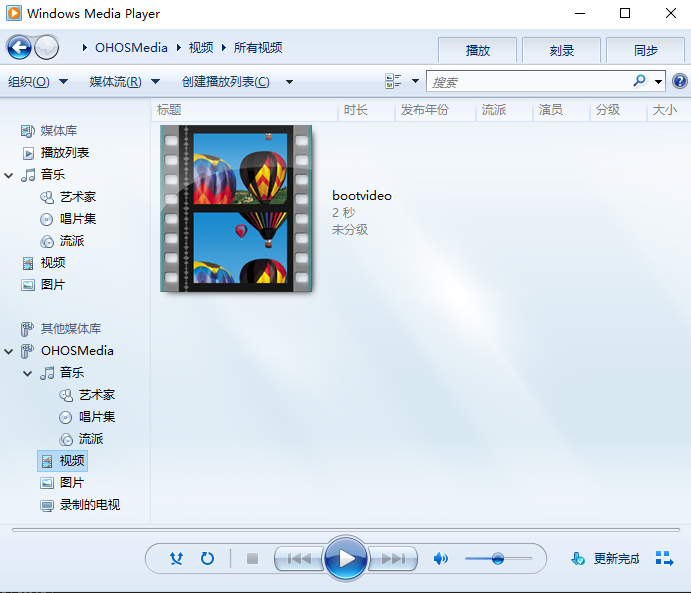 Windows Media Player
OHOSMedia 视频 所有视频
播放 刻录 同步
组织(O) 媒体流(R) 创建播放列表(C) 搜索
标题 时长 发布年份 流派 演员 分级 大小
媒体库
播放列表
音乐
艺术家
唱片集
流派
视频
图片
其他媒体库
OHOSMedia
音乐
艺术家
唱片集
流派
视频
图片
录制的电视
bootvideo
2 秒
未分级
更新完成